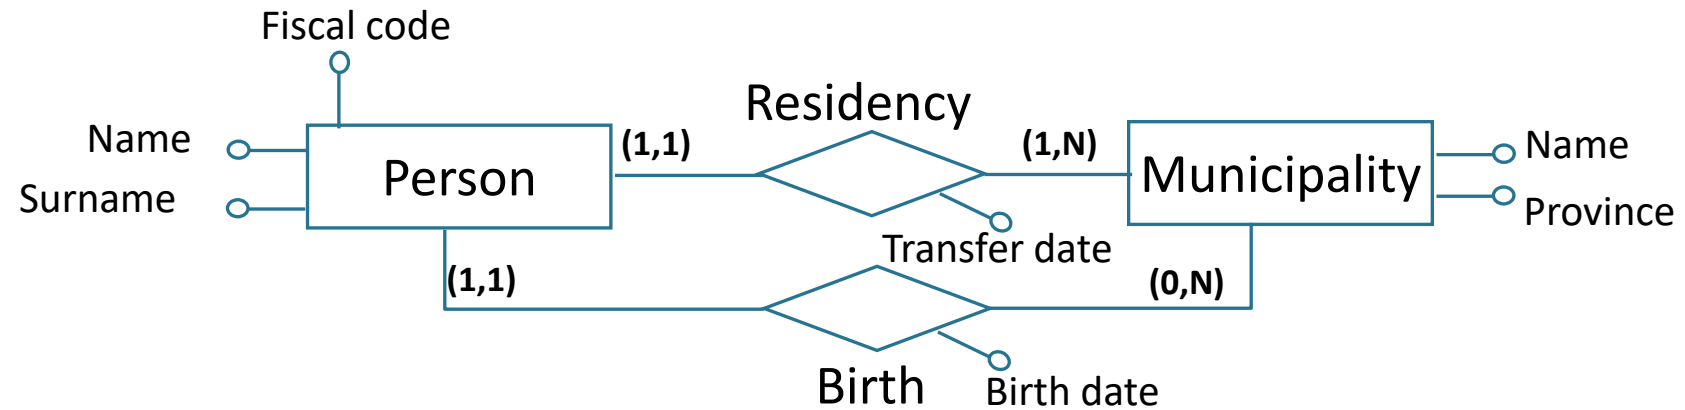 Fiscal code
Name
Surname
Person
(1,1)
Residency
(1,N)
Transfer date
Municipality
Name
Province
(1,1)
(0,N)
Birth
Birth date